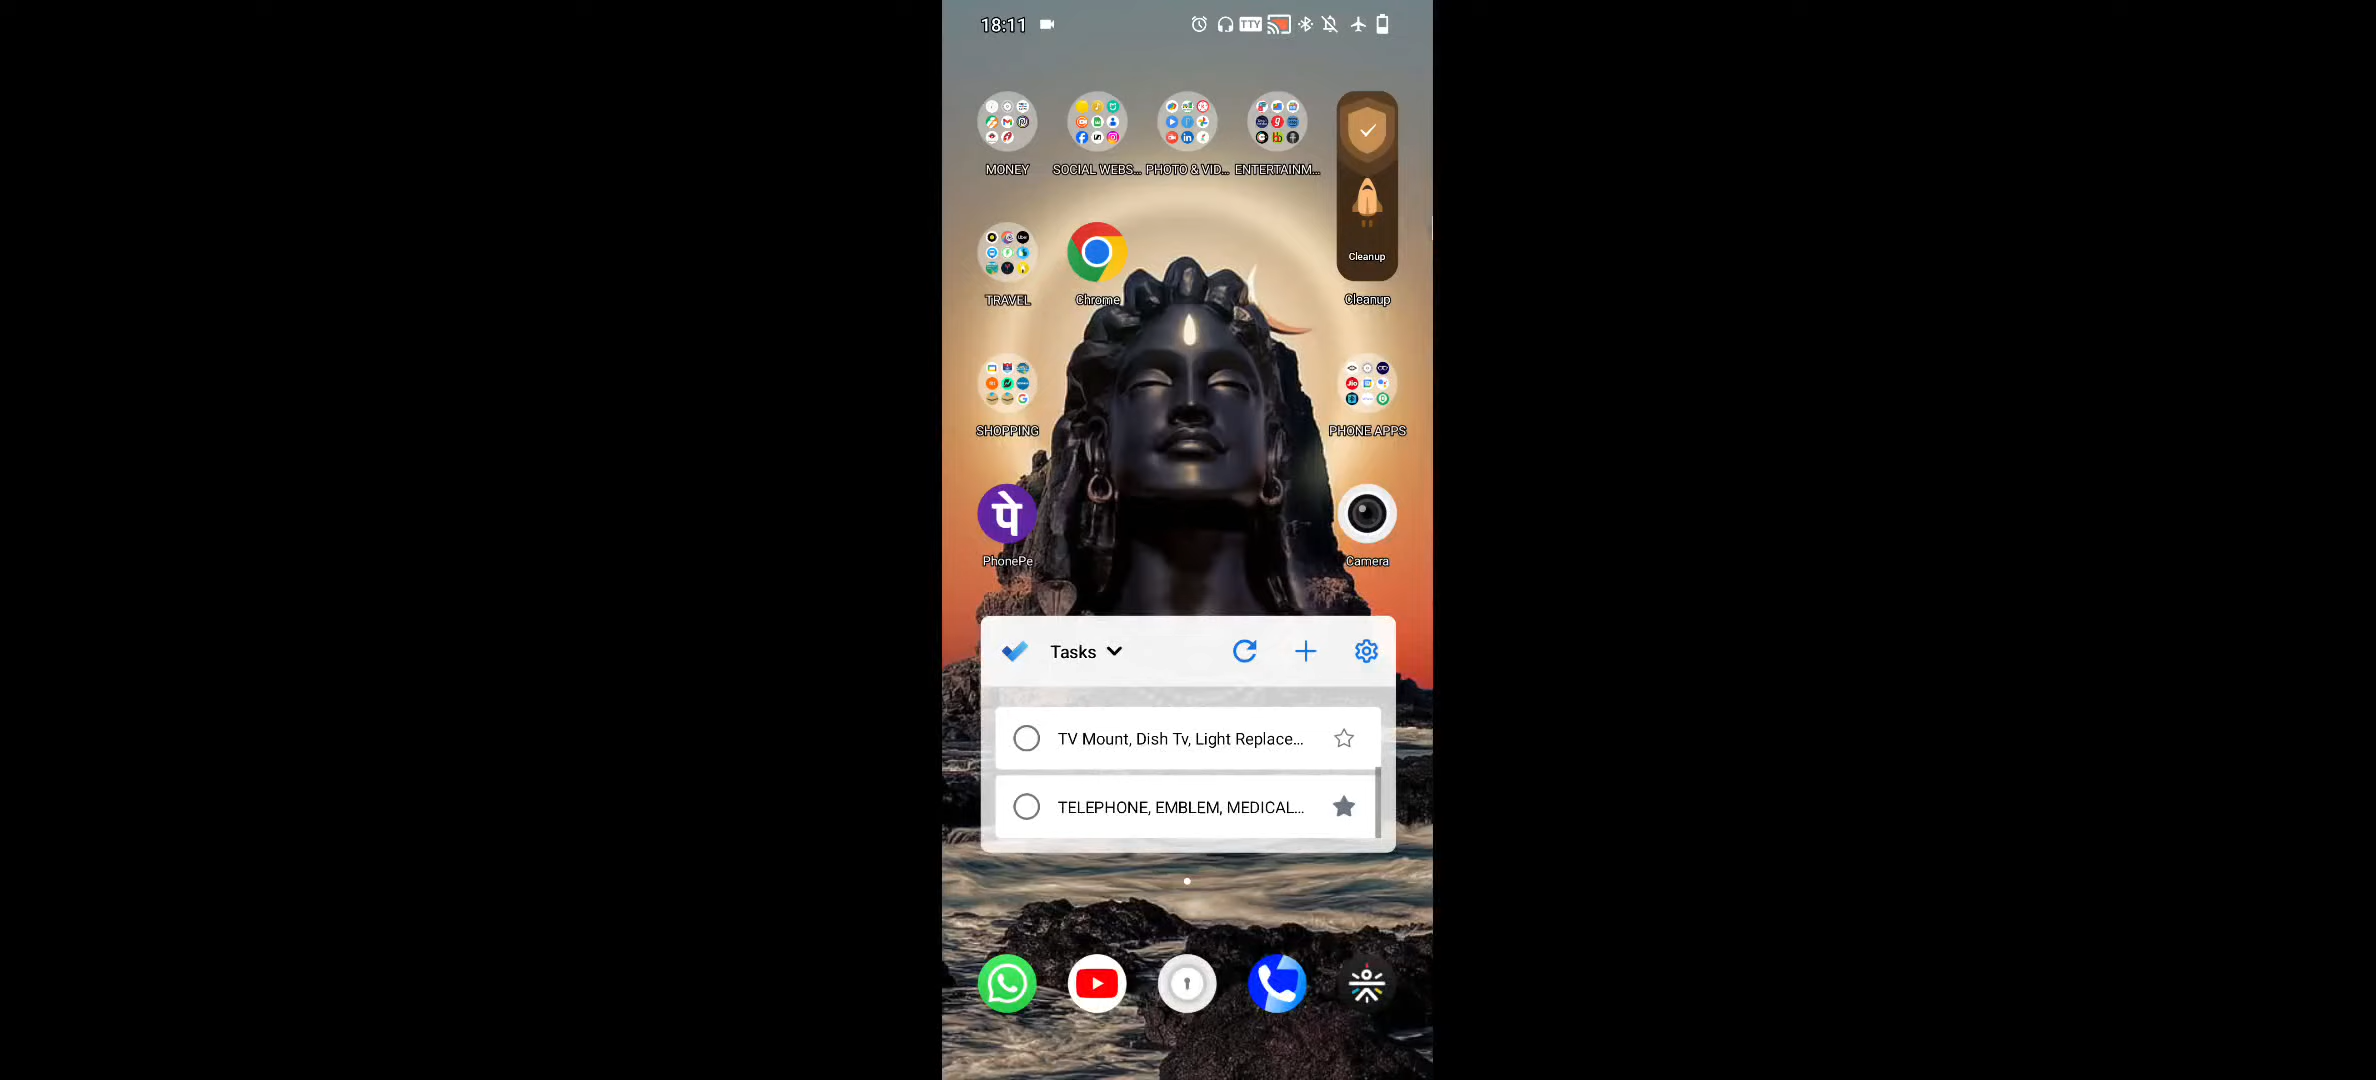 18:11
TTY
MONEY
SOCIAL WEBS...
PHOTO & VID...
ENTERTAINM...
Cleanup
TRAVEL
Chrome
Cleanup
SHOPPING
PHONE APPS
पे
PhonePe
Camera
Tasks
TV Mount, Dish Tv, Light Replace...
TELEPHONE, EMBLEM, MEDICAL...